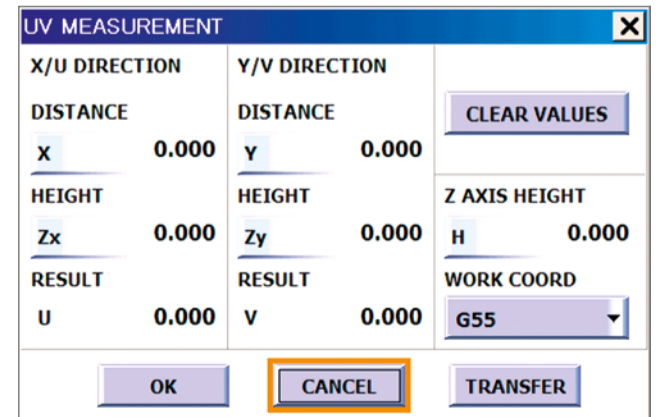 UV MEASUREMENT X
X/U DIRECTION Y/V DIRECTION
DISTANCE DISTANCE CLEAR VALUES
X 0.000 Y 0.000
HEIGHT HEIGHT Z AXIS HEIGHT
Zx 0.000 Zy 0.000 H 0.000
RESULT RESULT WORK COORD
U 0.000 V 0.000 G55
OK CANCEL TRANSFER